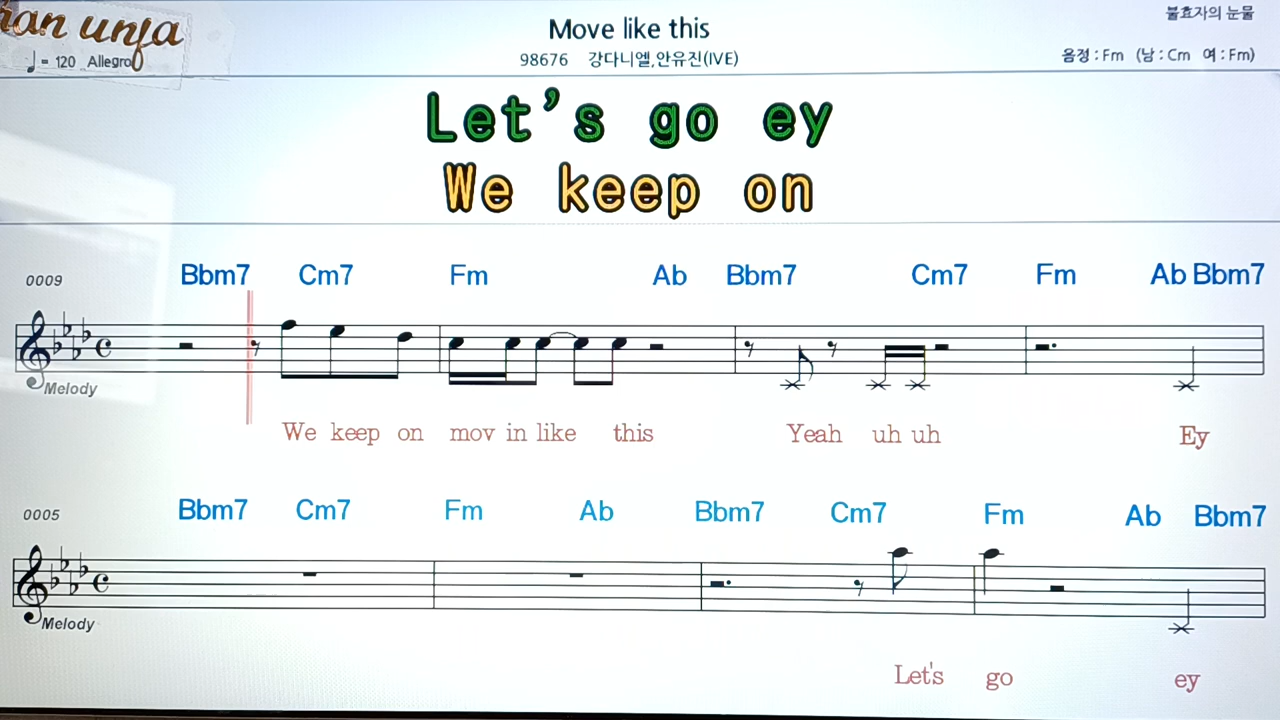 불효자의 눈물
Move like this
♩ = 120 Allegro
98676 강다니엘,안유진(IVE)
음정 : Fm (남 : Cm 여 : Fm)
Let's go ey
We keep on
0009
Bbm7 Cm7 Fm Ab Bbm7 Cm7 Fm Ab Bbm7
Melody
We keep on mov in like this Yeah uh uh Ey
0005
Bbm7 Cm7 Fm Ab Bbm7 Cm7 Fm Ab Bbm7
Melody
Let's go ey